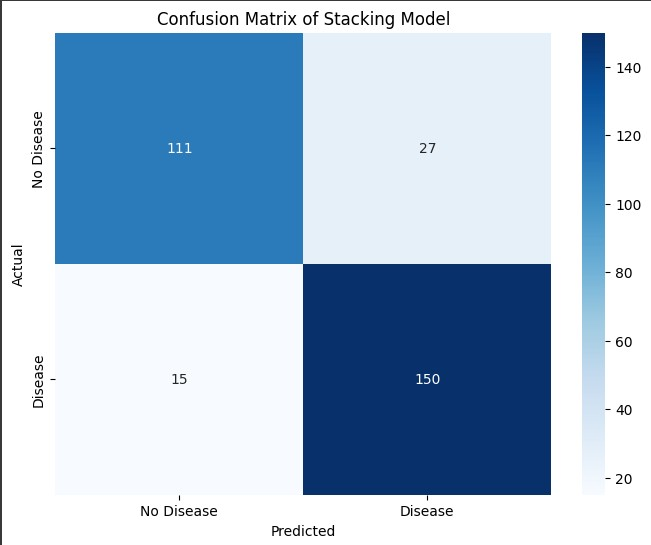 Confusion Matrix of Stacking Model
No Disease
111
27
Actual
Disease
15
150
No Disease
Disease
Predicted
140
120
100
80
60
40
20